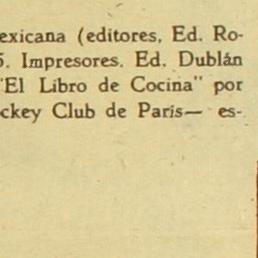 exicana (editores, Ed. Ro-
5. Impresores. Ed. Dublán
"El Libro de Cocina" por
ckey Club de París— es-